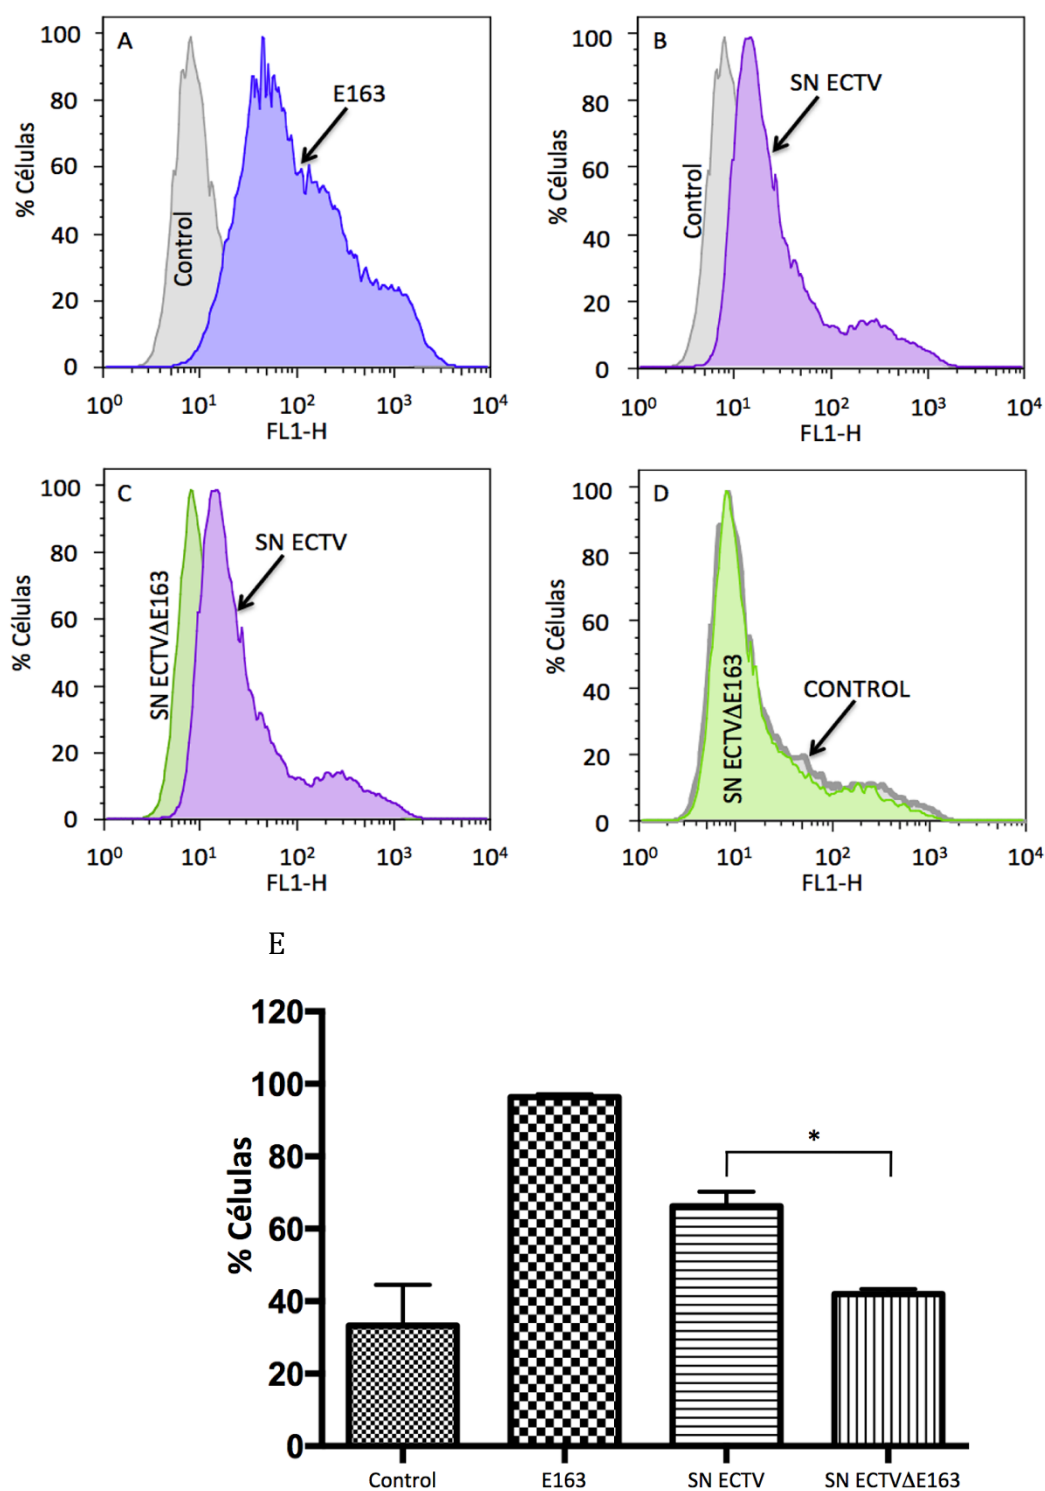 A
100
80
60
40
20
0
% Células
Control
E163
10⁰ 10¹ 10² 10³ 10⁴
FL1-H
B
100
80
60
40
20
0
% Células
Control
SN ECTV
10⁰ 10¹ 10² 10³ 10⁴
FL1-H
C
100
80
60
40
20
0
% Células
SN ECTVΔE163
SN ECTV
10⁰ 10¹ 10² 10³ 10⁴
FL1-H
D
100
80
60
40
20
0
% Células
SN ECTVΔE163
CONTROL
10⁰ 10¹ 10² 10³ 10⁴
FL1-H
E
120
100
80
60
40
20
0
% Células
*
Control E163 SN ECTV SN ECTVΔE163